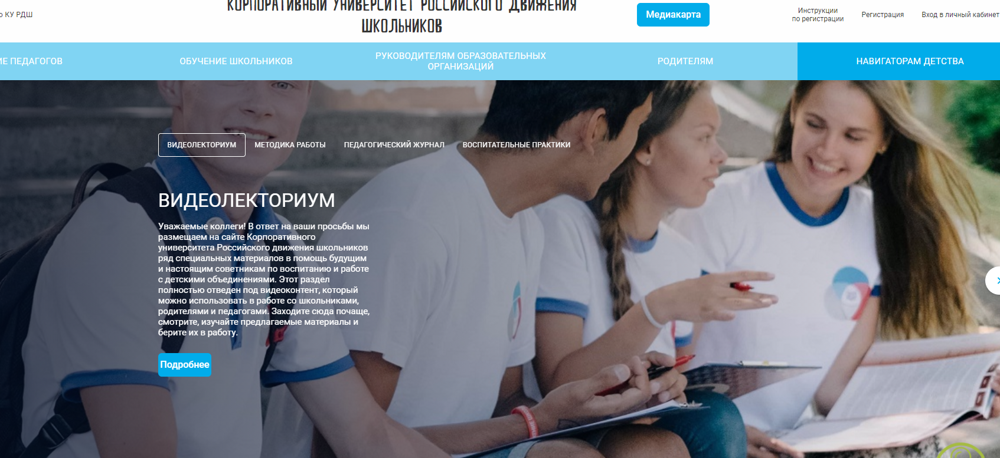 КОРПОРАТИВНЫЙ УНИВЕРСИТЕТ РОССИЙСКОГО ДВИЖЕНИЯ
ШКОЛЬНИКОВ
КУ РДШ
Медиакарта
Инструкции
по регистрации
Регистрация
Вход в личный кабинет
ПЕДАГОГОВ
ОБУЧЕНИЕ ШКОЛЬНИКОВ
РУКОВОДИТЕЛЯМ ОБРАЗОВАТЕЛЬНЫХ
ОРГАНИЗАЦИЙ
РОДИТЕЛЯМ
НАВИГАТОРАМ ДЕТСТВА
ВИДЕОЛЕКТОРИУМ
МЕТОДИКА РАБОТЫ
ПЕДАГОГИЧЕСКИЙ ЖУРНАЛ
ВОСПИТАТЕЛЬНЫЕ ПРАКТИКИ
ВИДЕОЛЕКТОРИУМ
Уважаемые коллеги! В ответ на ваши просьбы мы
размещаем на сайте Корпоративного
университета Российского движения школьников
ряд специальных материалов в помощь будущим
и настоящим советникам по воспитанию и работе
с детскими объединениями. Этот раздел
полностью отведен под видеоконтент, который
можно использовать в работе со школьниками,
родителями и педагогами. Заходите сюда почаще,
смотрите, изучайте предлагаемые материалы и
берите их в работу.
Подробнее